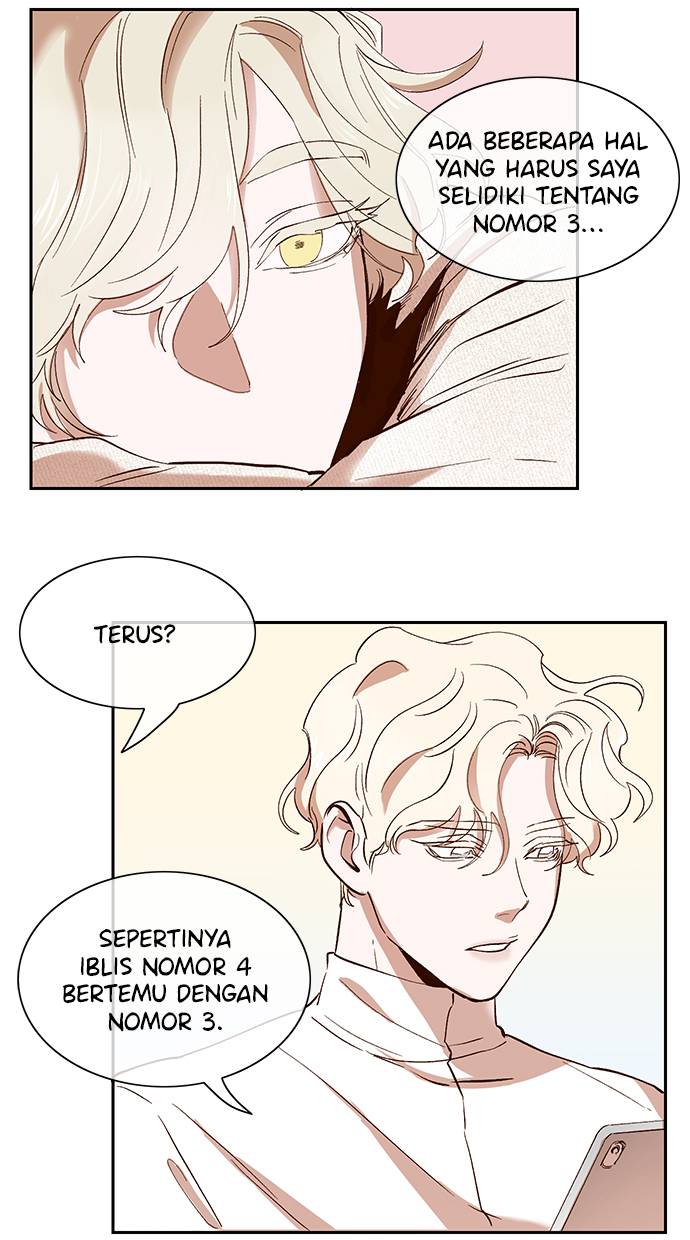 ADA BEBERAPA HAL
YANG HARUS SAYA
SELIDIKI TENTANG
NOMOR 3...
TERUS?
SEPERTINYA
IBLIS NOMOR 4
BERTEMU DENGAN
NOMOR 3.